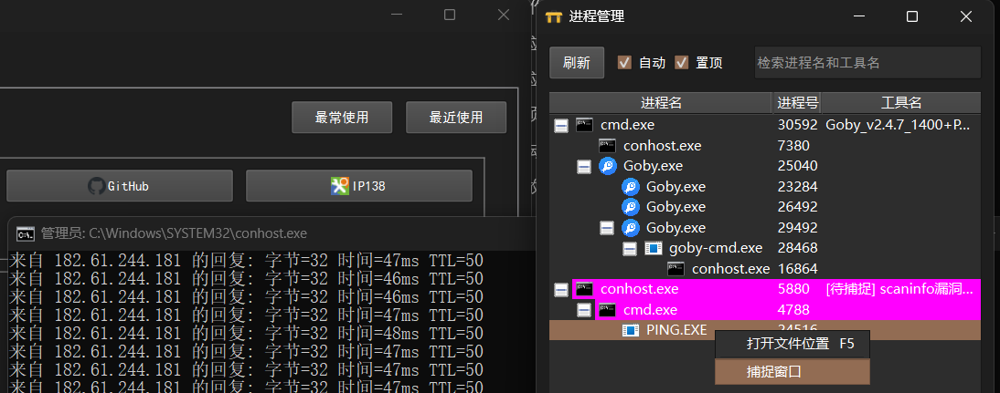 最常使用
最近使用
GitHub
IP138
管理员: C:\Windows\SYSTEM32\conhost.exe
来自 182.61.244.181 的回复: 字节=32 时间=47ms TTL=50
来自 182.61.244.181 的回复: 字节=32 时间=46ms TTL=50
来自 182.61.244.181 的回复: 字节=32 时间=46ms TTL=50
来自 182.61.244.181 的回复: 字节=32 时间=47ms TTL=50
来自 182.61.244.181 的回复: 字节=32 时间=48ms TTL=50
来自 182.61.244.181 的回复: 字节=32 时间=47ms TTL=50
来自 182.61.244.181 的回复: 字节=32 时间=47ms TTL=50
来自 182.61.244.181 的回复: 字节=32 时间=47ms TTL=50
进程管理
刷新 自动 置顶 检索进程名和工具名
进程名 进程号 工具名
cmd.exe 30592 Goby_v2.4.7_1400+P...
conhost.exe 7380
Goby.exe 25040
Goby.exe 23284
Goby.exe 26492
Goby.exe 29492
goby-cmd.exe 28468
conhost.exe 16864
conhost.exe 5880 [待捕捉] scaninfo漏洞...
cmd.exe 4788
PING.EXE 24516
打开文件位置 F5
捕捉窗口